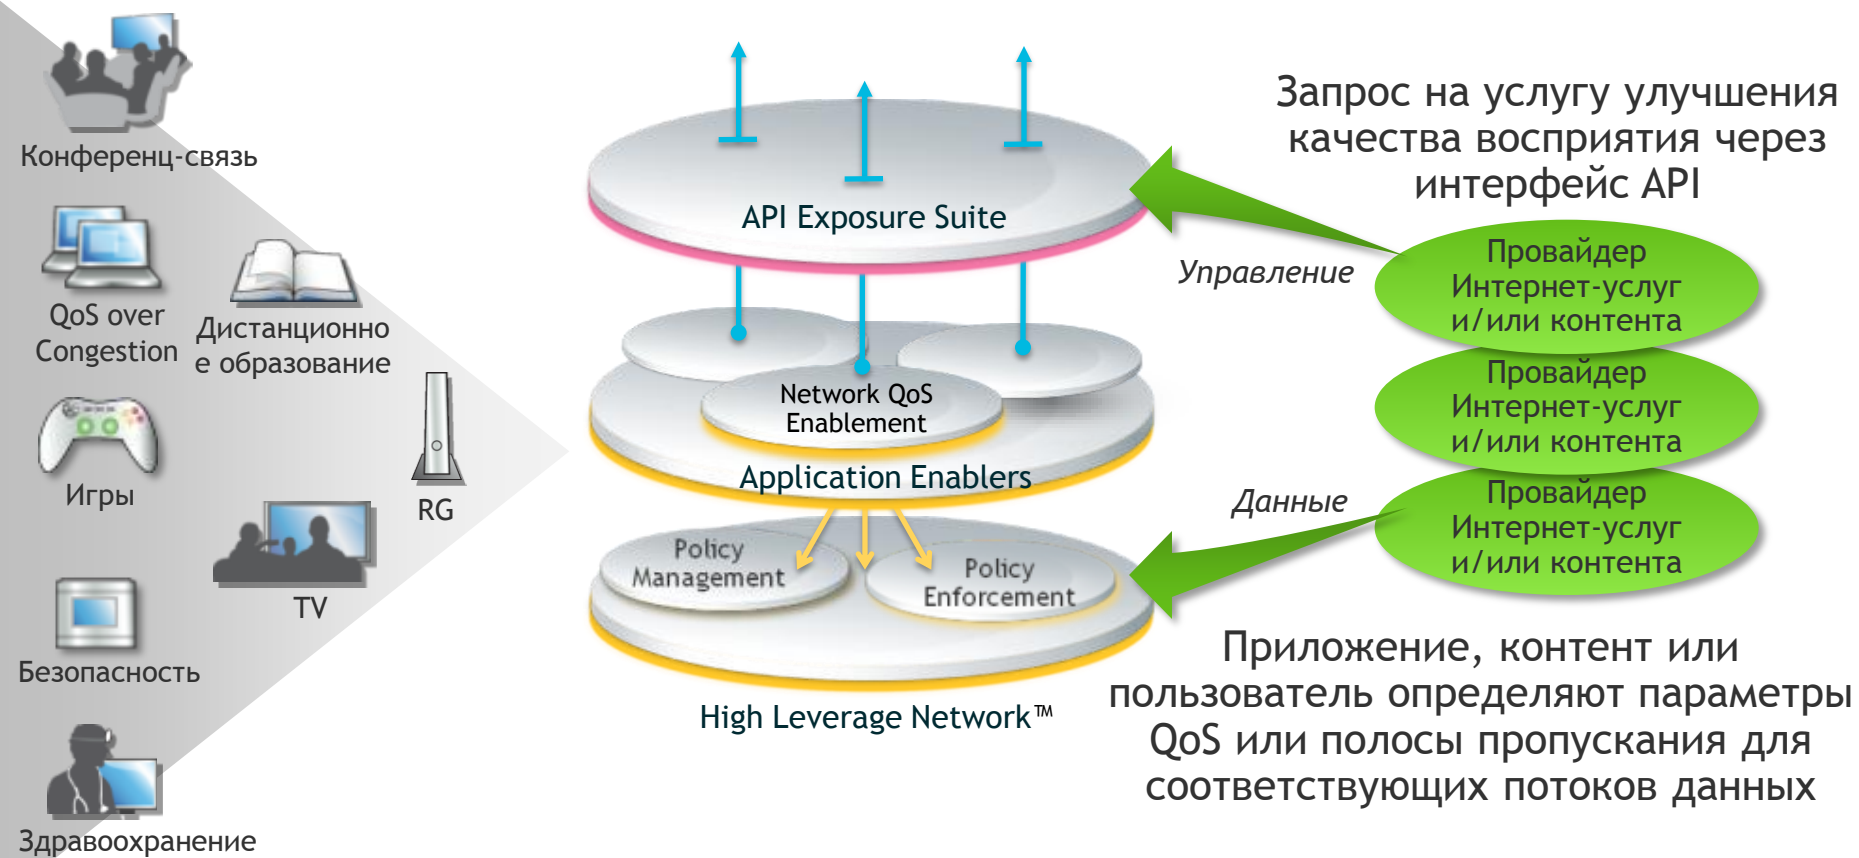 Конференц-связь
QoS over
Congestion
Дистанционно
е образование
Игры
RG
TV
Безопасность
Здравоохранение
API Exposure Suite
Network QoS
Enablement
Application Enablers
Policy
Management
Policy
Enforcement
High Leverage Network™
Запрос на услугу улучшения
качества восприятия через
интерфейс API
Управление
Провайдер
Интернет-услуг
и/или контента
Провайдер
Интернет-услуг
и/или контента
Данные
Провайдер
Интернет-услуг
и/или контента
Приложение, контент или
пользователь определяют параметры
QoS или полосы пропускания для
соответствующих потоков данных